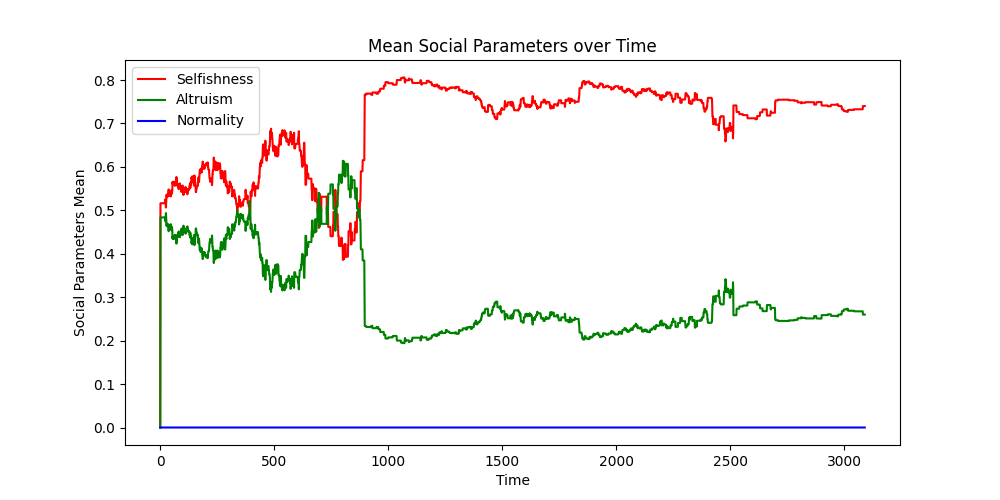 Mean Social Parameters over Time
Selfishness
Altruism
Normality
Social Parameters Mean
0.8
0.7
0.6
0.5
0.4
0.3
0.2
0.1
0.0
0 500 1000 1500 2000 2500 3000
Time